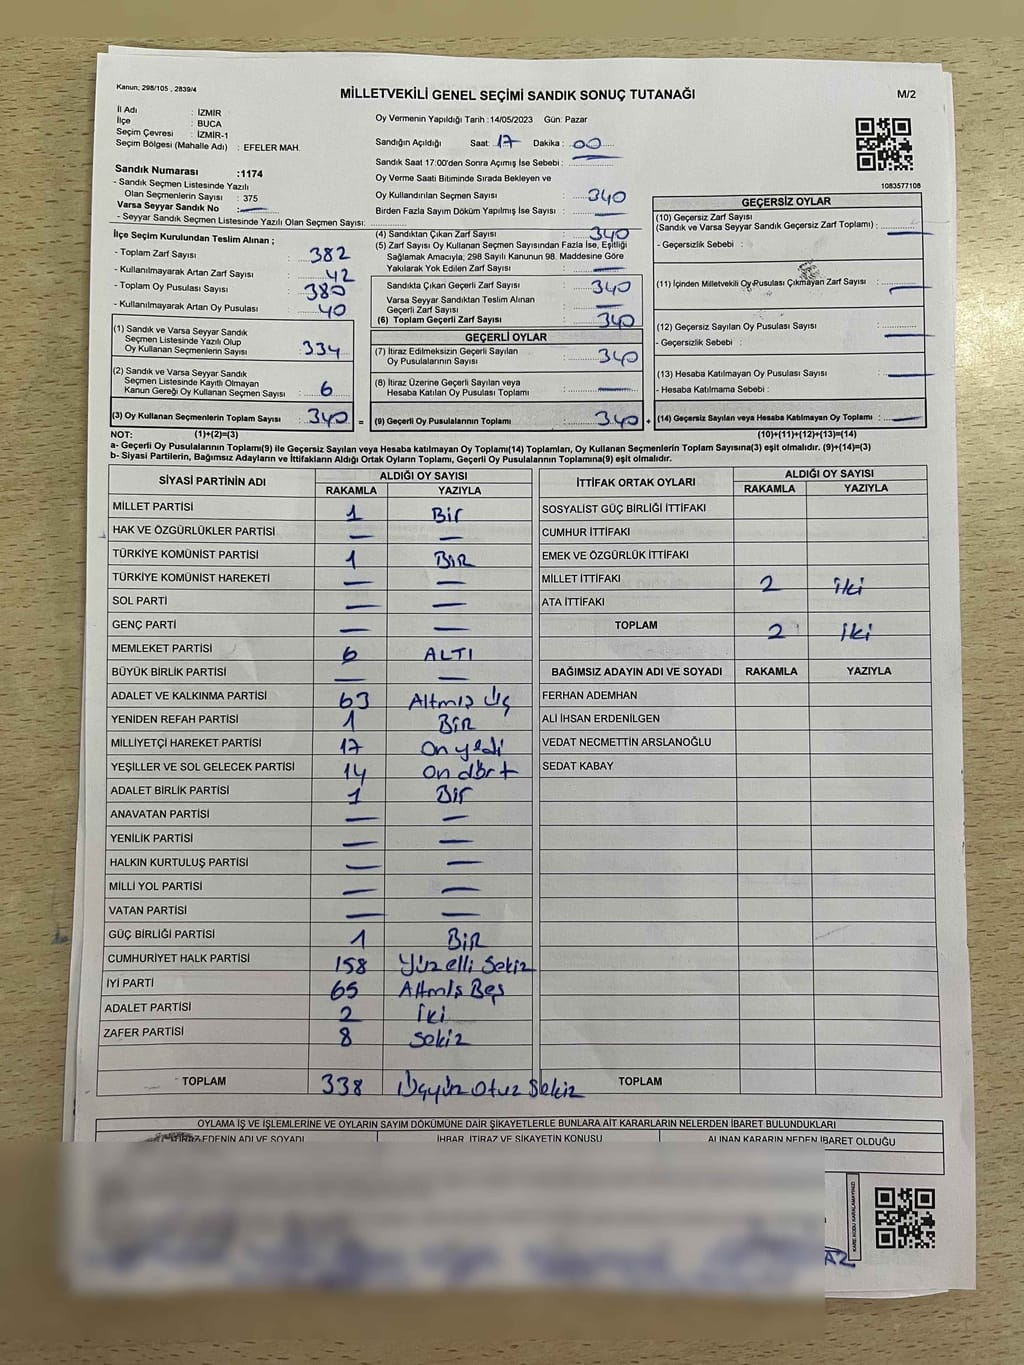 Kanun; 298/105 , 2839/4
MİLLETVEKİLİ GENEL SEÇİMİ SANDIK SONUÇ TUTANAĞI
M/2
İl Adı : İZMİR
İlçe : BUCA
Seçim Çevresi : İZMİR-1
Seçim Bölgesi (Mahalle Adı) : EFELER MAH.
Sandık Numarası :1174
- Sandık Seçmen Listesinde Yazılı
Olan Seçmenlerin Sayısı : 375
Varsa Seyyar Sandık No : —
- Seyyar Sandık Seçmen Listesinde Yazılı Olan Seçmen Sayısı:
Oy Vermenin Yapıldığı Tarih : 14/05/2023 Gün: Pazar
Sandığın Açıldığı Saat: 17 Dakika : 00
Sandık Saat 17:00'den Sonra Açımış İse Sebebi : —
Oy Verme Saati Bitiminde Sırada Bekleyen ve
Oy Kullandırılan Seçmen Sayısı : 340
Birden Fazla Sayım Döküm Yapılmış İse Sayısı : —
1083577108
İlçe Seçim Kurulundan Teslim Alınan ;
- Toplam Zarf Sayısı : 382
- Kullanılmayarak Artan Zarf Sayısı : 42
- Toplam Oy Pusulası Sayısı : 380
- Kullanılmayarak Artan Oy Pusulası : 40
(1) Sandık ve Varsa Seyyar Sandık
Seçmen Listesinde Yazılı Olup
Oy Kullanan Seçmenlerin Sayısı : 334
(2) Sandık ve Varsa Seyyar Sandık
Seçmen Listesinde Kayıtlı Olmayan
Kanun Gereği Oy Kullanan Seçmen Sayısı : 6
(3) Oy Kullanan Seçmenlerin Toplam Sayısı : 340 =
(4) Sandıktan Çıkan Zarf Sayısı : 340
(5) Zarf Sayısı Oy Kullanan Seçmen Sayısından Fazla İse, Eşitliği
Sağlamak Amacıyla, 298 Sayılı Kanunun 98. Maddesine Göre
Yakılarak Yok Edilen Zarf Sayısı : —
Sandıkta Çıkan Geçerli Zarf Sayısı : 340
Varsa Seyyar Sandıktan Teslim Alınan
Geçerli Zarf Sayısı : —
(6) Toplam Geçerli Zarf Sayısı : 340
GEÇERLİ OYLAR
(7) İtiraz Edilmeksizin Geçerli Sayılan
Oy Pusulalarının Sayısı : 340
(8) İtiraz Üzerine Geçerli Sayılan veya
Hesaba Katılan Oy Pusulası Toplamı : —
(9) Geçerli Oy Pusulalarının Toplamı : 340 +
GEÇERSİZ OYLAR
(10) Geçersiz Zarf Sayısı
(Sandık ve Varsa Seyyar Sandık Geçersiz Zarf Toplamı) : —
- Geçersizlik Sebebi :
(11) İçinden Milletvekili Oy Pusulası Çıkmayan Zarf Sayısı : —
(12) Geçersiz Sayılan Oy Pusulası Sayısı : —
- Geçersizlik Sebebi :
(13) Hesaba Katılmayan Oy Pusulası Sayısı : —
- Hesaba Katılmama Sebebi :
(14) Geçersiz Sayılan veya Hesaba Katılmayan Oy Toplamı : —
NOT: (1)+(2)=(3) (10)+(11)+(12)+(13)=(14)
a- Geçerli Oy Pusulalarının Toplamı(9) ile Geçersiz Sayılan veya Hesaba katılmayan Oy Toplamı(14) Toplamları, Oy Kullanan Seçmenlerin Toplam Sayısına(3) eşit olmalıdır. (9)+(14)=(3)
b- Siyasi Partilerin, Bağımsız Adayların ve İttifakların Aldığı Ortak Oyların Toplamı, Geçerli Oy Pusulalarının Toplamına(9) eşit olmalıdır.
SİYASİ PARTİNİN ADI ALDIĞI OY SAYISI
RAKAMLA YAZIYLA
MİLLET PARTİSİ 1 Bir
HAK VE ÖZGÜRLÜKLER PARTİSİ — —
TÜRKİYE KOMÜNİST PARTİSİ 1 BİR
TÜRKİYE KOMÜNİST HAREKETİ — —
SOL PARTİ — —
GENÇ PARTİ — —
MEMLEKET PARTİSİ 6 ALTI
BÜYÜK BİRLİK PARTİSİ — —
ADALET VE KALKINMA PARTİSİ 63 Altmış Üç
YENİDEN REFAH PARTİSİ 1 BİR
MİLLİYETÇİ HAREKET PARTİSİ 17 On yedi
YEŞİLLER VE SOL GELECEK PARTİSİ 14 On dört
ADALET BİRLİK PARTİSİ 1 Bir
ANAVATAN PARTİSİ — —
YENİLİK PARTİSİ — —
HALKIN KURTULUŞ PARTİSİ — —
MİLLİ YOL PARTİSİ — —
VATAN PARTİSİ — —
GÜÇ BİRLİĞİ PARTİSİ 1 BİR
CUMHURİYET HALK PARTİSİ 158 Yüz elli Sekiz
İYİ PARTİ 65 Altmış Beş
ADALET PARTİSİ 2 İki
ZAFER PARTİSİ 8 Sekiz
TOPLAM 338 Üçyüz Otuz Sekiz
İTTİFAK ORTAK OYLARI ALDIĞI OY SAYISI
RAKAMLA YAZIYLA
SOSYALİST GÜÇ BİRLİĞİ İTTİFAKI
CUMHUR İTTİFAKI
EMEK VE ÖZGÜRLÜK İTTİFAKI
MİLLET İTTİFAKI 2 İki
ATA İTTİFAKI
TOPLAM 2 İki
BAĞIMSIZ ADAYIN ADI VE SOYADI RAKAMLA YAZIYLA
FERHAN ADEMHAN
ALİ İHSAN ERDENİLGEN
VEDAT NECMETTİN ARSLANOĞLU
SEDAT KABAY
TOPLAM
OYLAMA İŞ VE İŞLEMLERİNE VE OYLARIN SAYIM DÖKÜMÜNE DAİR ŞİKAYETLERLE BUNLARA AİT KARARLARIN NELERDEN İBARET BULUNDUKLARI
EDENİN ADI VE SOYADI İHBAR, İTİRAZ VE ŞİKAYETİN KONUSU ALINAN KARARIN NEDEN İBARET OLDUĞU
KARE KODU KARALAMAYINIZ!